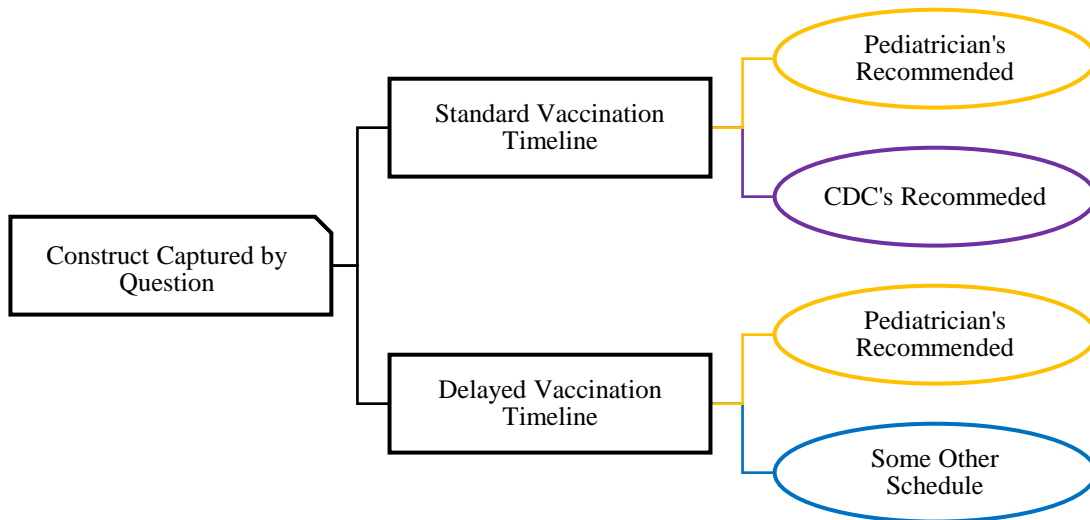 Pediatrician's
Recommended
Standard Vaccination
Timeline
CDC's Recommeded
Construct Captured by
Question
Pediatrician's
Recommended
Delayed Vaccination
Timeline
Some Other
Schedule